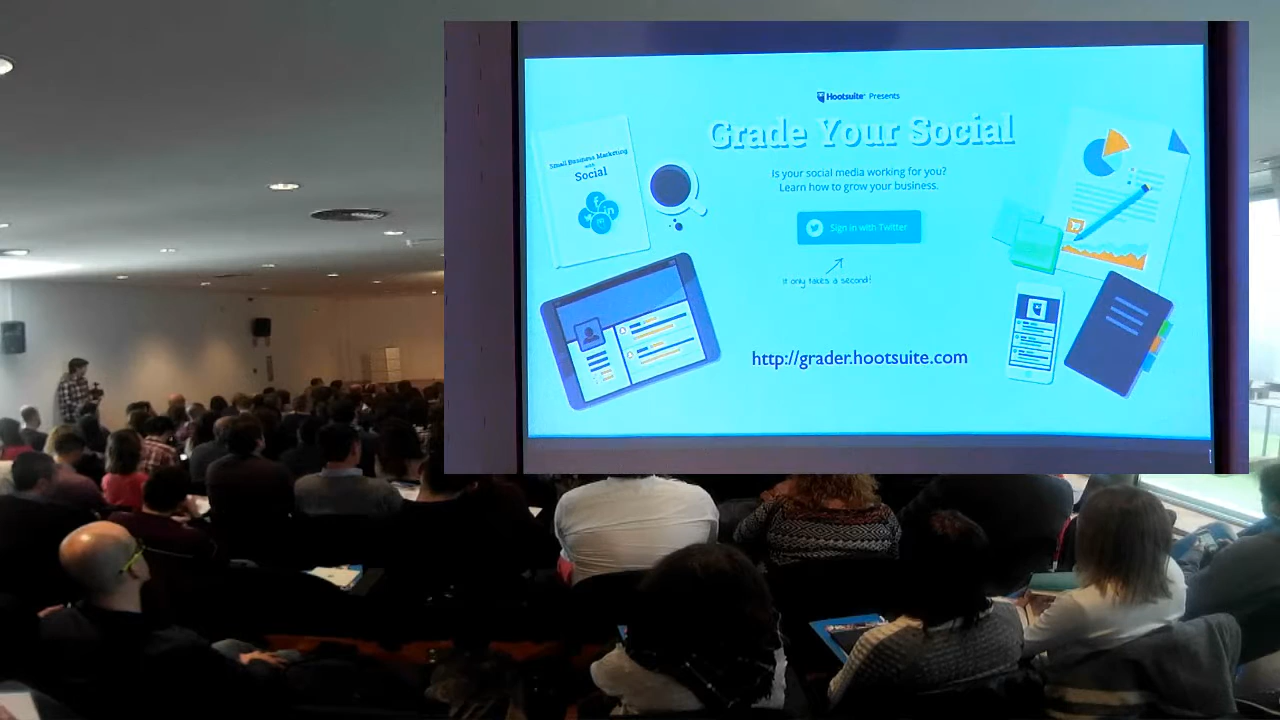 Hootsuite® Presents
Grade Your Social
Is your social media working for you?
Learn how to grow your business.
Sign in with Twitter
It only takes a second!
http://grader.hootsuite.com
Small Business Marketing
with
Social